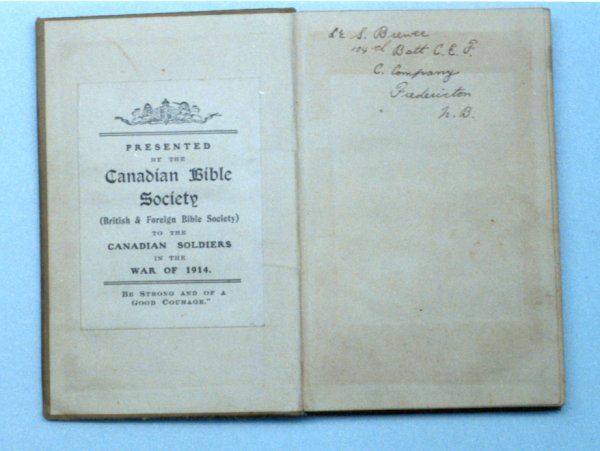 PRESENTED
BY THE
Canadian Bible
Society
(British & Foreign Bible Society)
TO THE
CANADIAN SOLDIERS
IN THE
WAR OF 1914.
BE STRONG AND OF A
GOOD COURAGE."
S. Brewer
104th Batt C.E.F.
C. Company
Fredericton
N.B.